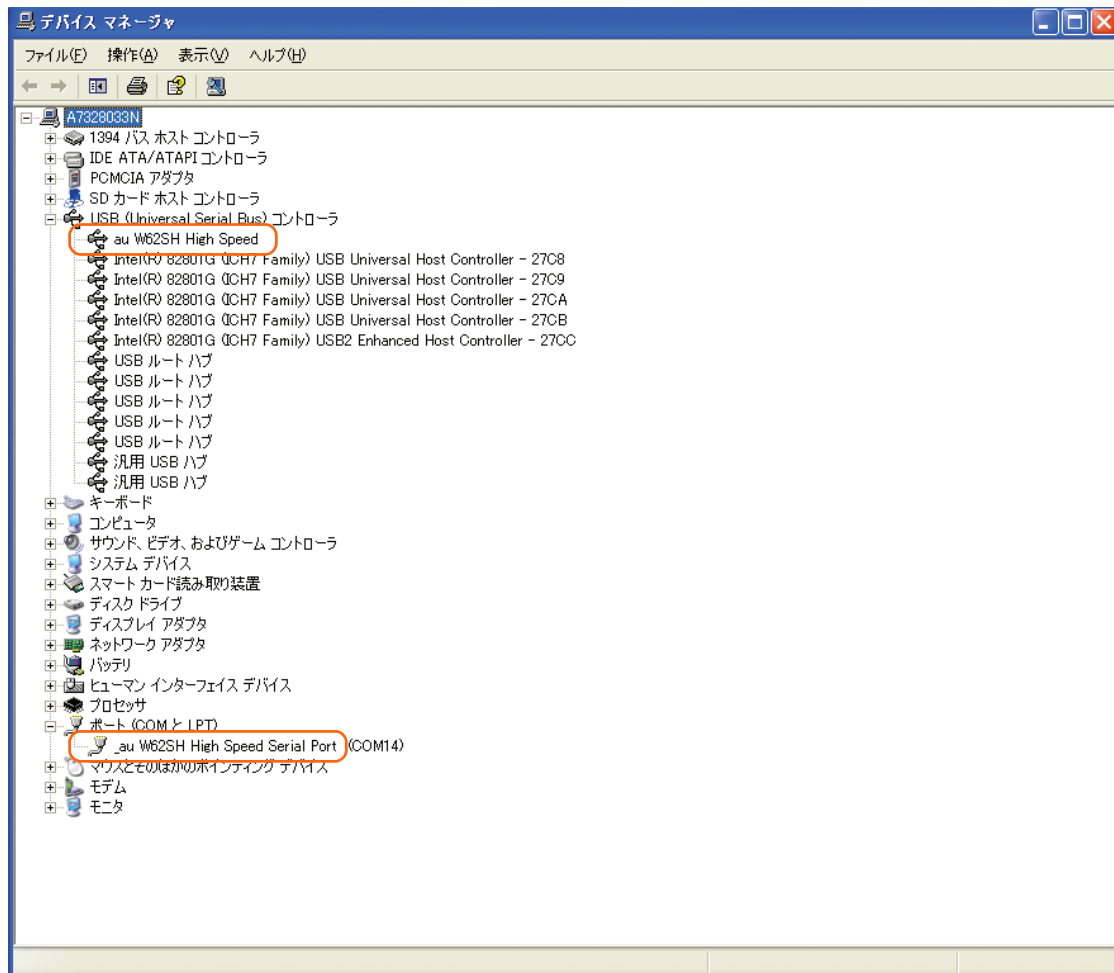 デバイス マネージャ
ファイル(F) 操作(A) 表示(V) ヘルプ(H)
A7328033N
1394 バス ホスト コントローラ
IDE ATA/ATAPI コントローラ
PCMCIA アダプタ
SD カード ホスト コントローラ
USB (Universal Serial Bus) コントローラ
au W62SH High Speed
Intel(R) 82801G (ICH7 Family) USB Universal Host Controller - 27C8
Intel(R) 82801G (ICH7 Family) USB Universal Host Controller - 27C9
Intel(R) 82801G (ICH7 Family) USB Universal Host Controller - 27CA
Intel(R) 82801G (ICH7 Family) USB Universal Host Controller - 27CB
Intel(R) 82801G (ICH7 Family) USB2 Enhanced Host Controller - 27CC
USB ルート ハブ
USB ルート ハブ
USB ルート ハブ
USB ルート ハブ
USB ルート ハブ
汎用 USB ハブ
汎用 USB ハブ
キーボード
コンピュータ
サウンド、ビデオ、およびゲーム コントローラ
システム デバイス
スマート カード読み取り装置
ディスク ドライブ
ディスプレイ アダプタ
ネットワーク アダプタ
バッテリ
ヒューマン インターフェイス デバイス
プロセッサ
ポート (COM と LPT)
_au W62SH High Speed Serial Port (COM14)
マウスとそのほかのポインティング デバイス
モデム
モニタ